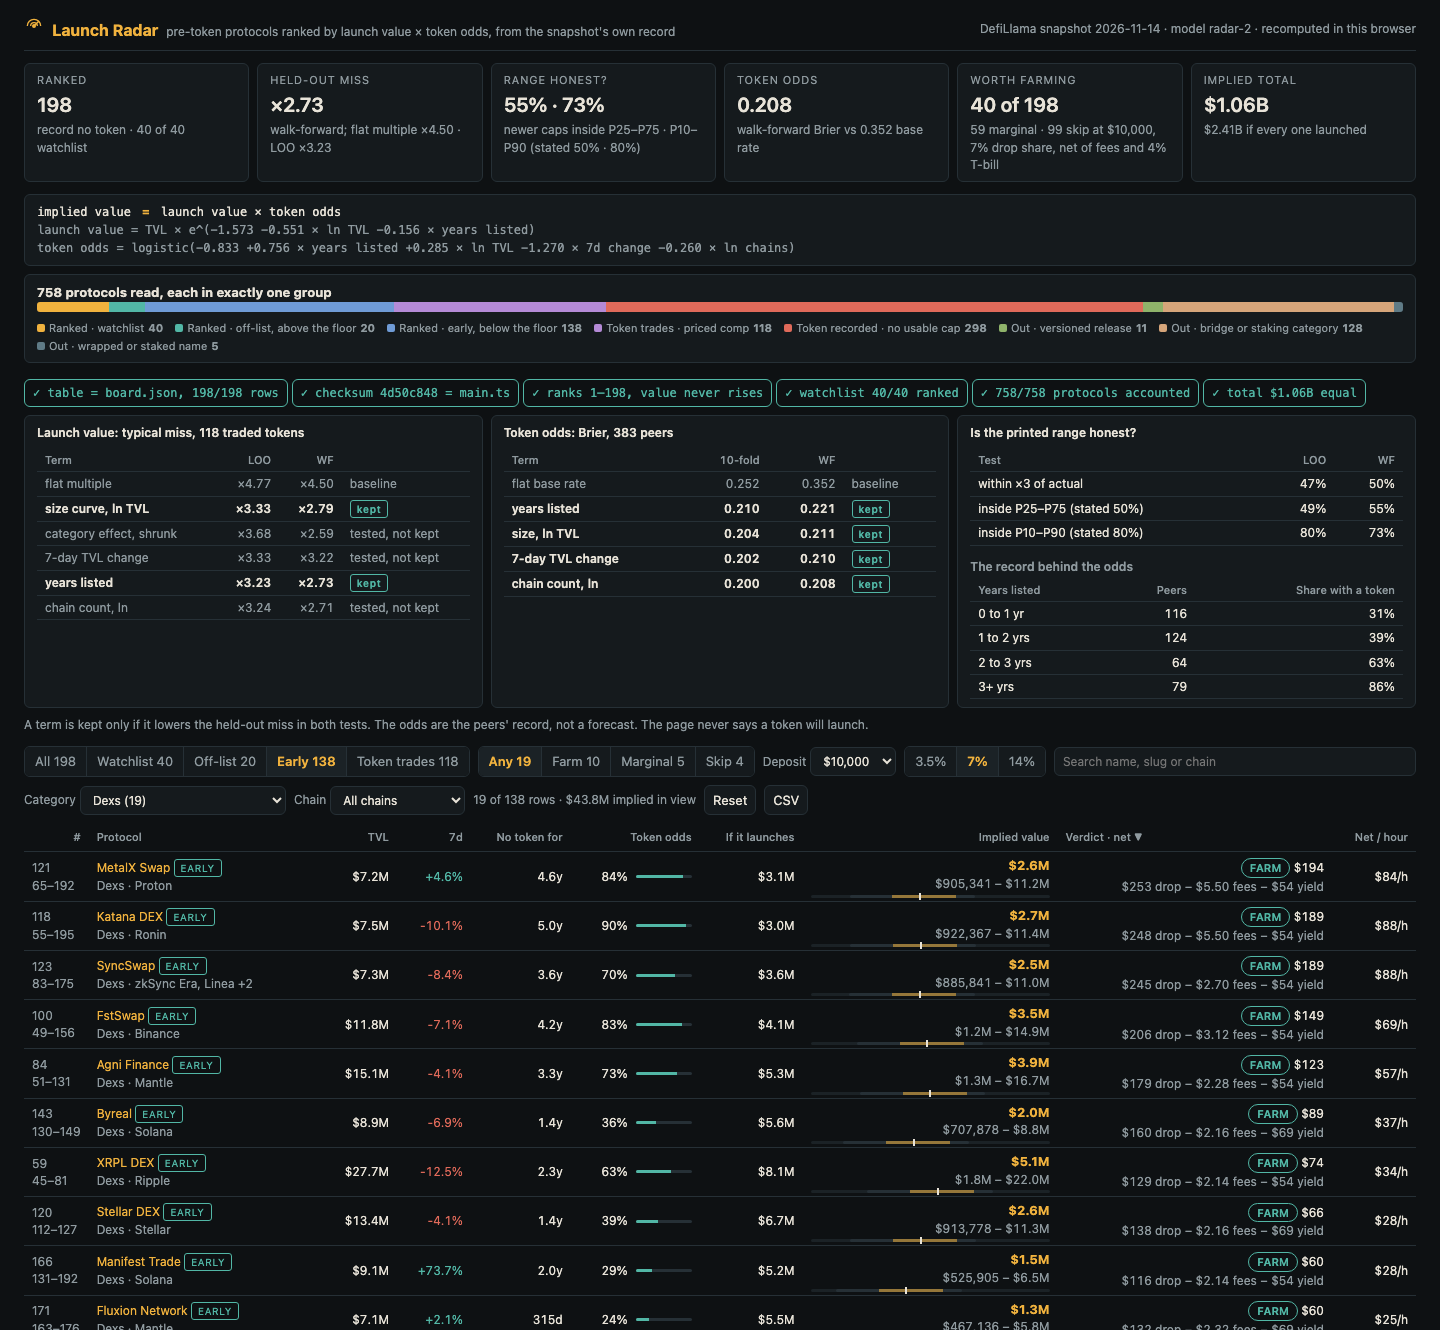 Launch Radar pre-token protocols ranked by launch value × token odds, from the snapshot's own record
DefiLlama snapshot 2026-11-14 · model radar-2 · recomputed in this browser
RANKED
198
record no token · 40 of 40
watchlist
HELD-OUT MISS
×2.73
walk-forward; flat multiple ×4.50 ·
LOO ×3.23
RANGE HONEST?
55% · 73%
newer caps inside P25–P75 · P10–
P90 (stated 50% · 80%)
TOKEN ODDS
0.208
walk-forward Brier vs 0.352 base
rate
WORTH FARMING
40 of 198
59 marginal · 99 skip at $10,000,
7% drop share, net of fees and 4%
T-bill
IMPLIED TOTAL
$1.06B
$2.41B if every one launched
implied value = launch value × token odds
launch value = TVL × e^(−1.573 −0.551 × ln TVL −0.156 × years listed)
token odds = logistic(−0.833 +0.756 × years listed +0.285 × ln TVL −1.270 × 7d change −0.260 × ln chains)
758 protocols read, each in exactly one group
Ranked · watchlist 40 Ranked · off-list, above the floor 20 Ranked · early, below the floor 138 Token trades · priced comp 118 Token recorded · no usable cap 298 Out · versioned release 11 Out · bridge or staking category 128
Out · wrapped or staked name 5
✓ table = board.json, 198/198 rows ✓ checksum 4d50c848 = main.ts ✓ ranks 1–198, value never rises ✓ watchlist 40/40 ranked ✓ 758/758 protocols accounted ✓ total $1.06B equal
Launch value: typical miss, 118 traded tokens
Term LOO WF
flat multiple ×4.77 ×4.50 baseline
size curve, ln TVL ×3.33 ×2.79 kept
category effect, shrunk ×3.68 ×2.59 tested, not kept
7-day TVL change ×3.33 ×3.22 tested, not kept
years listed ×3.23 ×2.73 kept
chain count, ln ×3.24 ×2.71 tested, not kept
Token odds: Brier, 383 peers
Term 10-fold WF
flat base rate 0.252 0.352 baseline
years listed 0.210 0.221 kept
size, ln TVL 0.204 0.211 kept
7-day TVL change 0.202 0.210 kept
chain count, ln 0.200 0.208 kept
Is the printed range honest?
Test LOO WF
within ×3 of actual 47% 50%
inside P25–P75 (stated 50%) 49% 55%
inside P10–P90 (stated 80%) 80% 73%
The record behind the odds
Years listed Peers Share with a token
0 to 1 yr 116 31%
1 to 2 yrs 124 39%
2 to 3 yrs 64 63%
3+ yrs 79 86%
A term is kept only if it lowers the held-out miss in both tests. The odds are the peers' record, not a forecast. The page never says a token will launch.
All 198 Watchlist 40 Off-list 20 Early 138 Token trades 118 Any 19 Farm 10 Marginal 5 Skip 4 Deposit $10,000 3.5% 7% 14% Search name, slug or chain
Category Dexs (19) Chain All chains 19 of 138 rows · $43.8M implied in view Reset CSV
# Protocol TVL 7d No token for Token odds If it launches Implied value Verdict · net ▼ Net / hour
121 MetalX Swap EARLY $7.2M +4.6% 4.6y 84% $3.1M $2.6M FARM $194 $84/h
65–192 Dexs · Proton $905,341 – $11.2M $253 drop – $5.50 fees – $54 yield
118 Katana DEX EARLY $7.5M -10.1% 5.0y 90% $3.0M $2.7M FARM $189 $88/h
55–195 Dexs · Ronin $922,367 – $11.4M $248 drop – $5.50 fees – $54 yield
123 SyncSwap EARLY $7.3M -8.4% 3.6y 70% $3.6M $2.5M FARM $189 $88/h
83–175 Dexs · zkSync Era, Linea +2 $885,841 – $11.0M $245 drop – $2.70 fees – $54 yield
100 FstSwap EARLY $11.8M -7.1% 4.2y 83% $4.1M $3.5M FARM $149 $69/h
49–156 Dexs · Binance $1.2M – $14.9M $206 drop – $3.12 fees – $54 yield
84 Agni Finance EARLY $15.1M -4.1% 3.3y 73% $5.3M $3.9M FARM $123 $57/h
51–131 Dexs · Mantle $1.3M – $16.7M $179 drop – $2.28 fees – $54 yield
143 Byreal EARLY $8.9M -6.9% 1.4y 36% $5.6M $2.0M FARM $89 $37/h
130–149 Dexs · Solana $707,878 – $8.8M $160 drop – $2.16 fees – $69 yield
59 XRPL DEX EARLY $27.7M -12.5% 2.3y 63% $8.1M $5.1M FARM $74 $34/h
45–81 Dexs · Ripple $1.8M – $22.0M $129 drop – $2.14 fees – $54 yield
120 Stellar DEX EARLY $13.4M -4.1% 1.4y 39% $6.7M $2.6M FARM $66 $28/h
112–127 Dexs · Stellar $913,778 – $11.3M $138 drop – $2.16 fees – $69 yield
166 Manifest Trade EARLY $9.1M +73.7% 2.0y 29% $5.2M $1.5M FARM $60 $28/h
131–192 Dexs · Solana $525,905 – $6.5M $116 drop – $2.14 fees – $54 yield
171 Fluxion Network EARLY $7.1M +2.1% 315d 24% $5.5M $1.3M FARM $60 $25/h
163–176 Dexs · Mantle $467,136 – $5.8M $132 drop – $2.32 fees – $69 yield